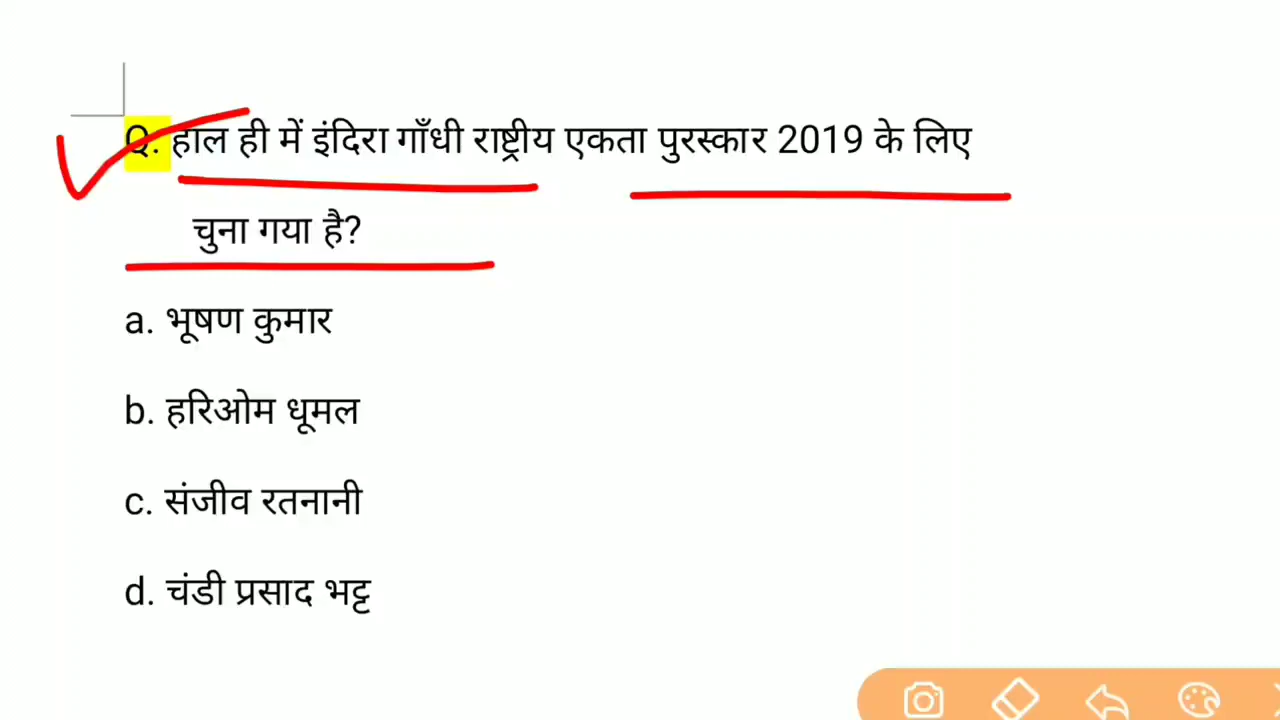 Q. हाल ही में इंदिरा गाँधी राष्ट्रीय एकता पुरस्कार 2019 के लिए
चुना गया है?
a. भूषण कुमार
b. हरिओम धूमल
c. संजीव रतनानी
d. चंडी प्रसाद भट्ट